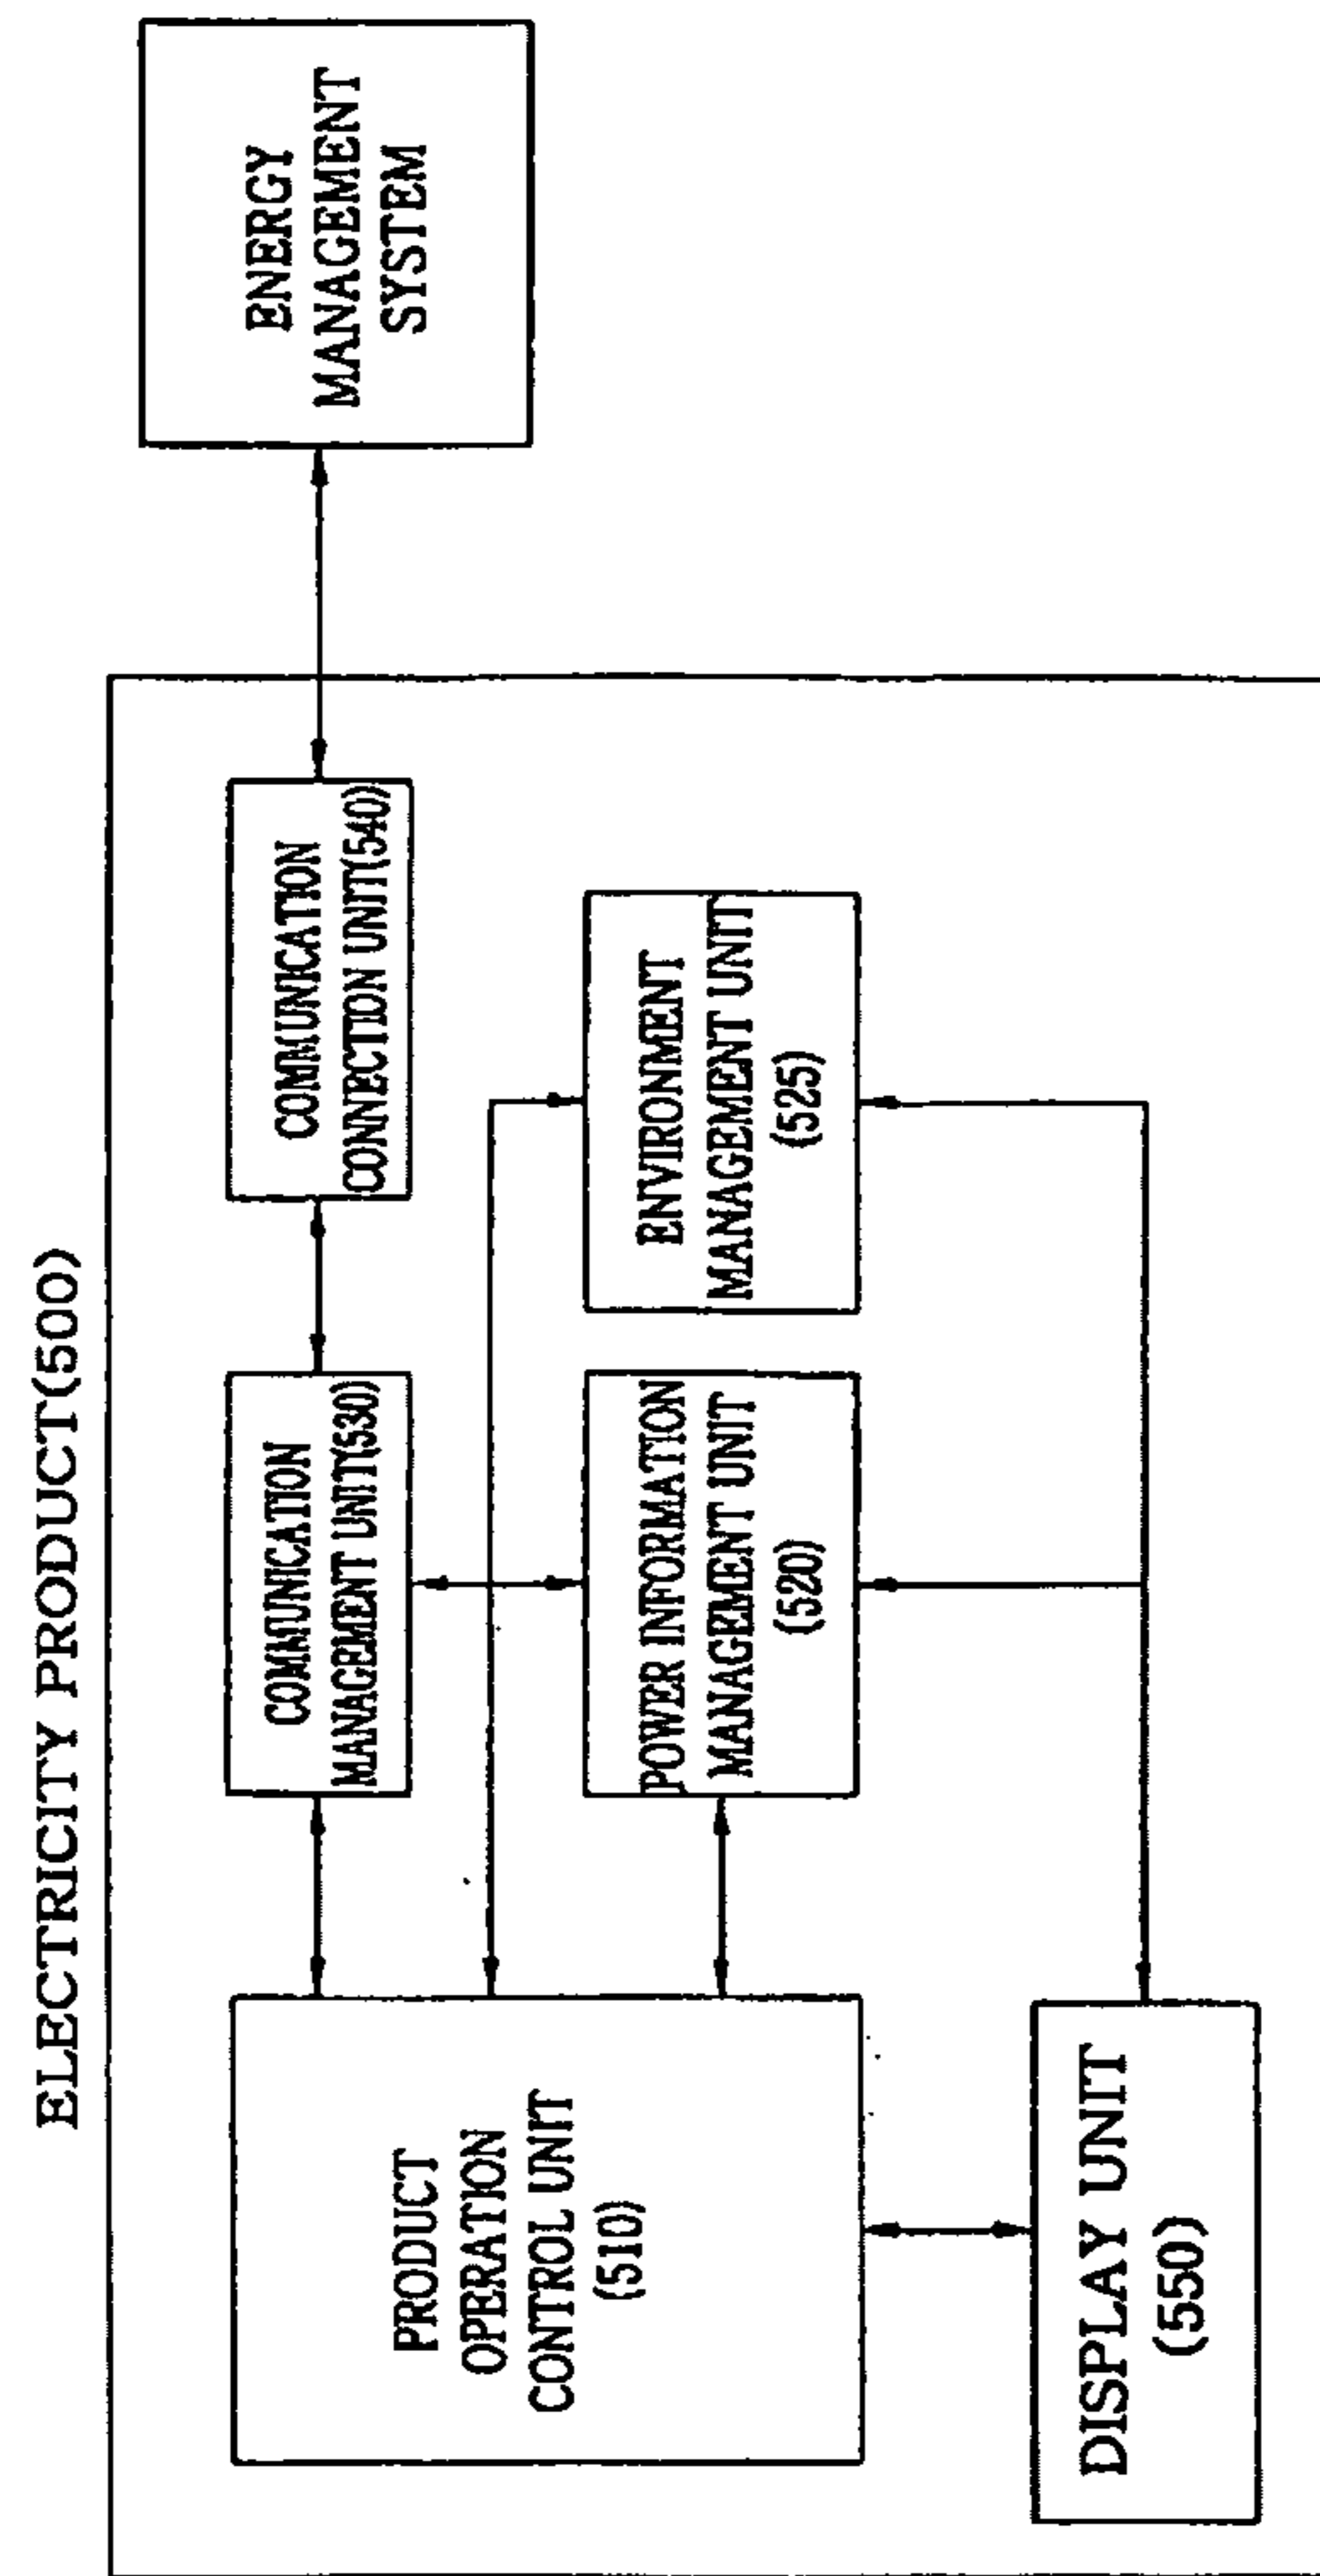 ELECTRICITY PRODUCT(500)
ENERGY
MANAGEMENT
SYSTEM
COMMUNICATION
CONNECTION UNIT(540)
COMMUNICATION
MANAGEMENT UNIT(530)
PRODUCT
OPERATION
CONTROL UNIT
(510)
POWER INFORMATION
MANAGEMENT UNIT
(520)
ENVIRONMENT
MANAGEMENT UNIT
(525)
DISPLAY UNIT
(550)